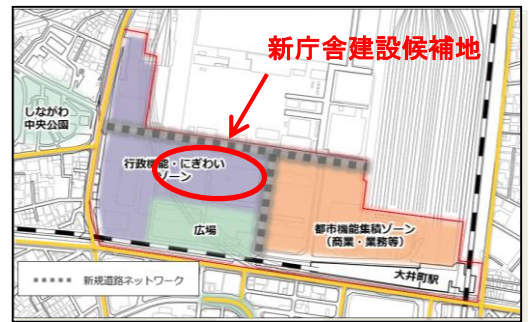 新庁舎建設候補地
しながわ
中央公園
行政機能・にぎわい
ゾーン
広場
都市機能集積ゾーン
(商業・業務等)
大井町駅
新規道路ネットワーク